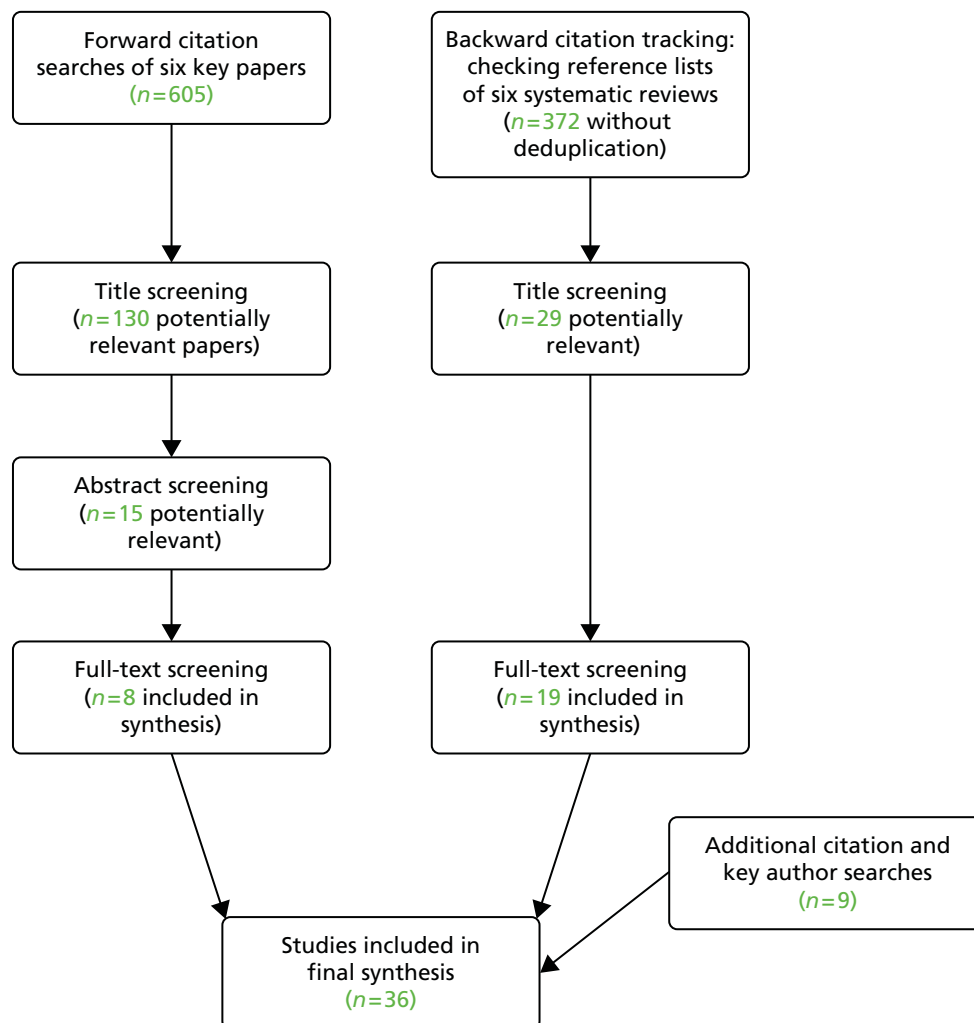 Forward citation
searches of six key papers
(n=605)
Backward citation tracking:
checking reference lists
of six systematic reviews
(n=372 without
deduplication)
Title screening
(n=130 potentially
relevant papers)
Title screening
(n=29 potentially
relevant)
Abstract screening
(n=15 potentially
relevant)
Full-text screening
(n=8 included in
synthesis)
Full-text screening
(n=19 included in
synthesis)
Additional citation and
key author searches
(n=9)
Studies included in
final synthesis
(n=36)